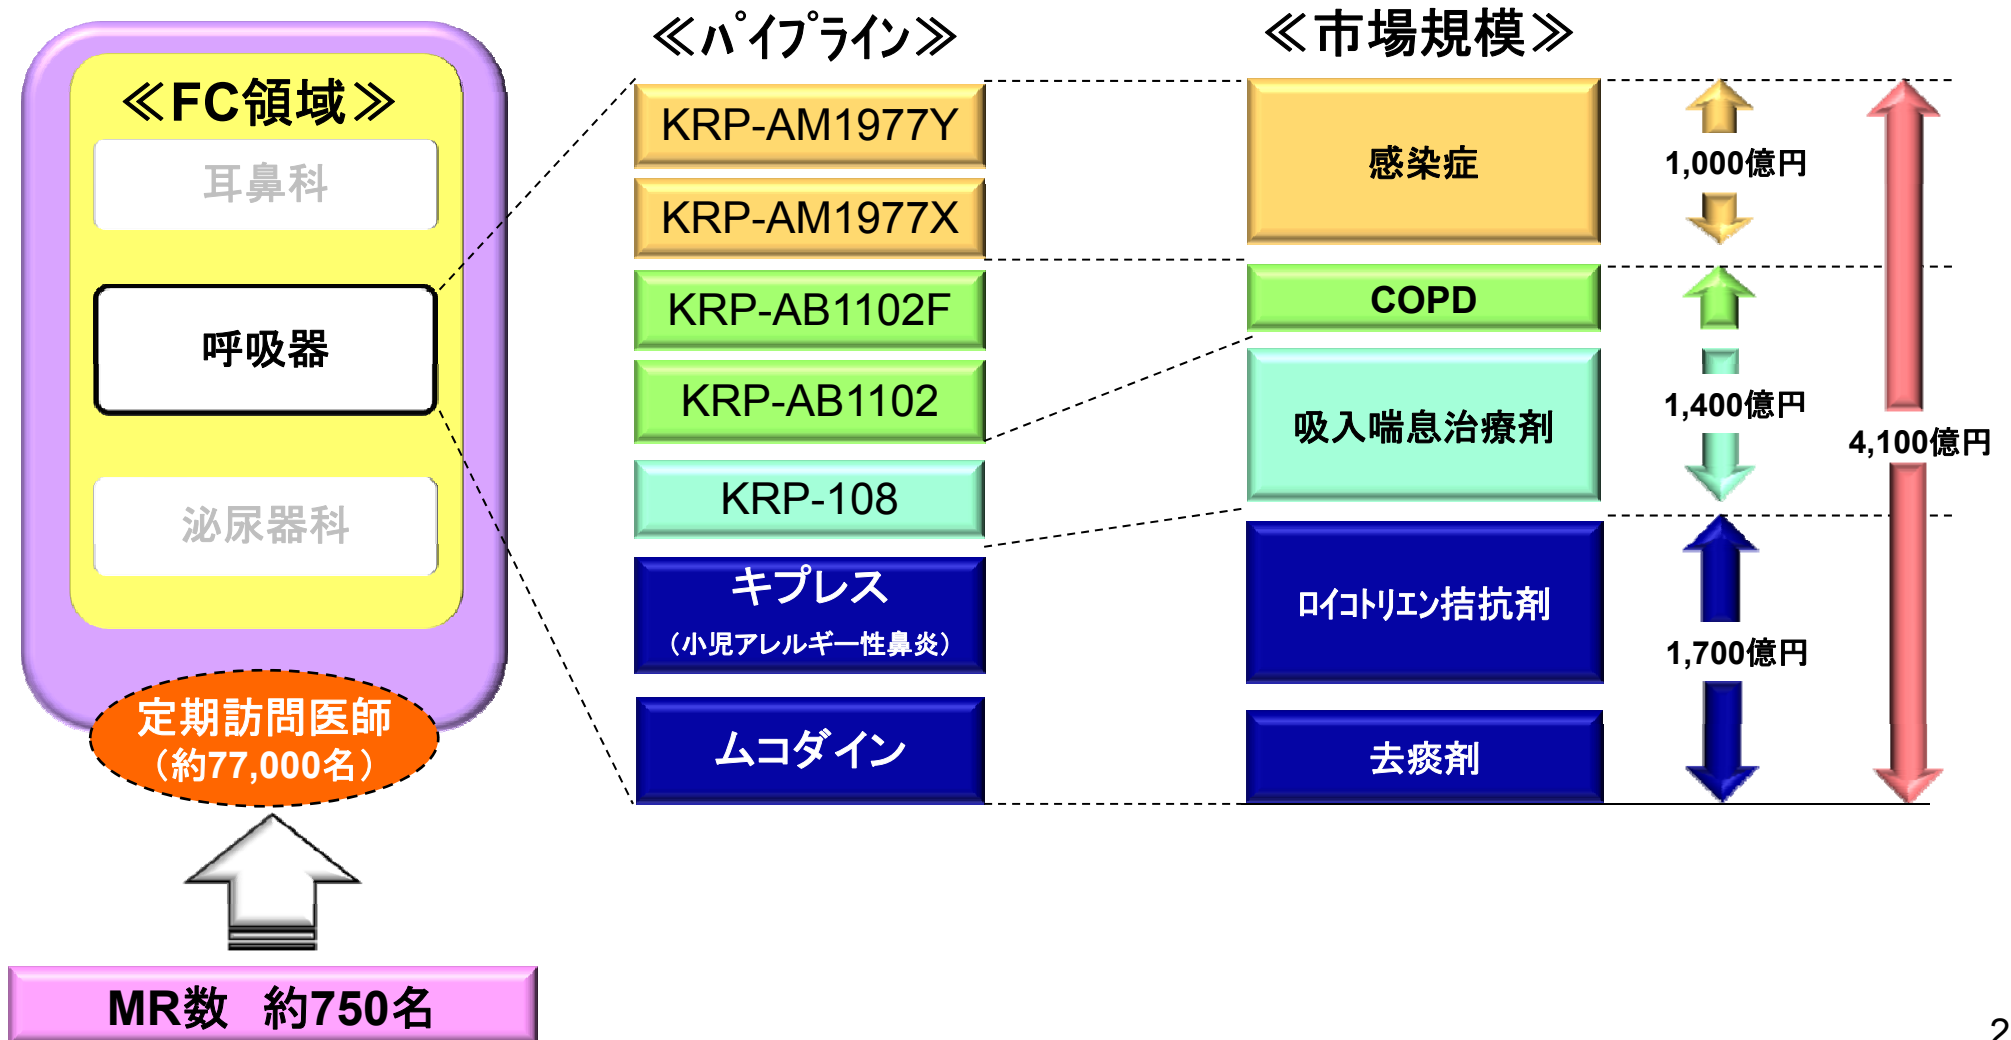 ≪FC領域≫
耳鼻科
呼吸器
泌尿器科
定期訪問医師
（約77,000名）
MR数　約750名
≪ﾊﾟｲﾌﾟﾗｲﾝ≫
KRP-AM1977Y
KRP-AM1977X
KRP-AB1102F
KRP-AB1102
KRP-108
キプレス
（小児アレルギー性鼻炎）
ムコダイン
≪市場規模≫
感染症
COPD
吸入喘息治療剤
ﾛｲｺﾄﾘｴﾝ拮抗剤
去痰剤
1,000億円
1,400億円
1,700億円
4,100億円
2